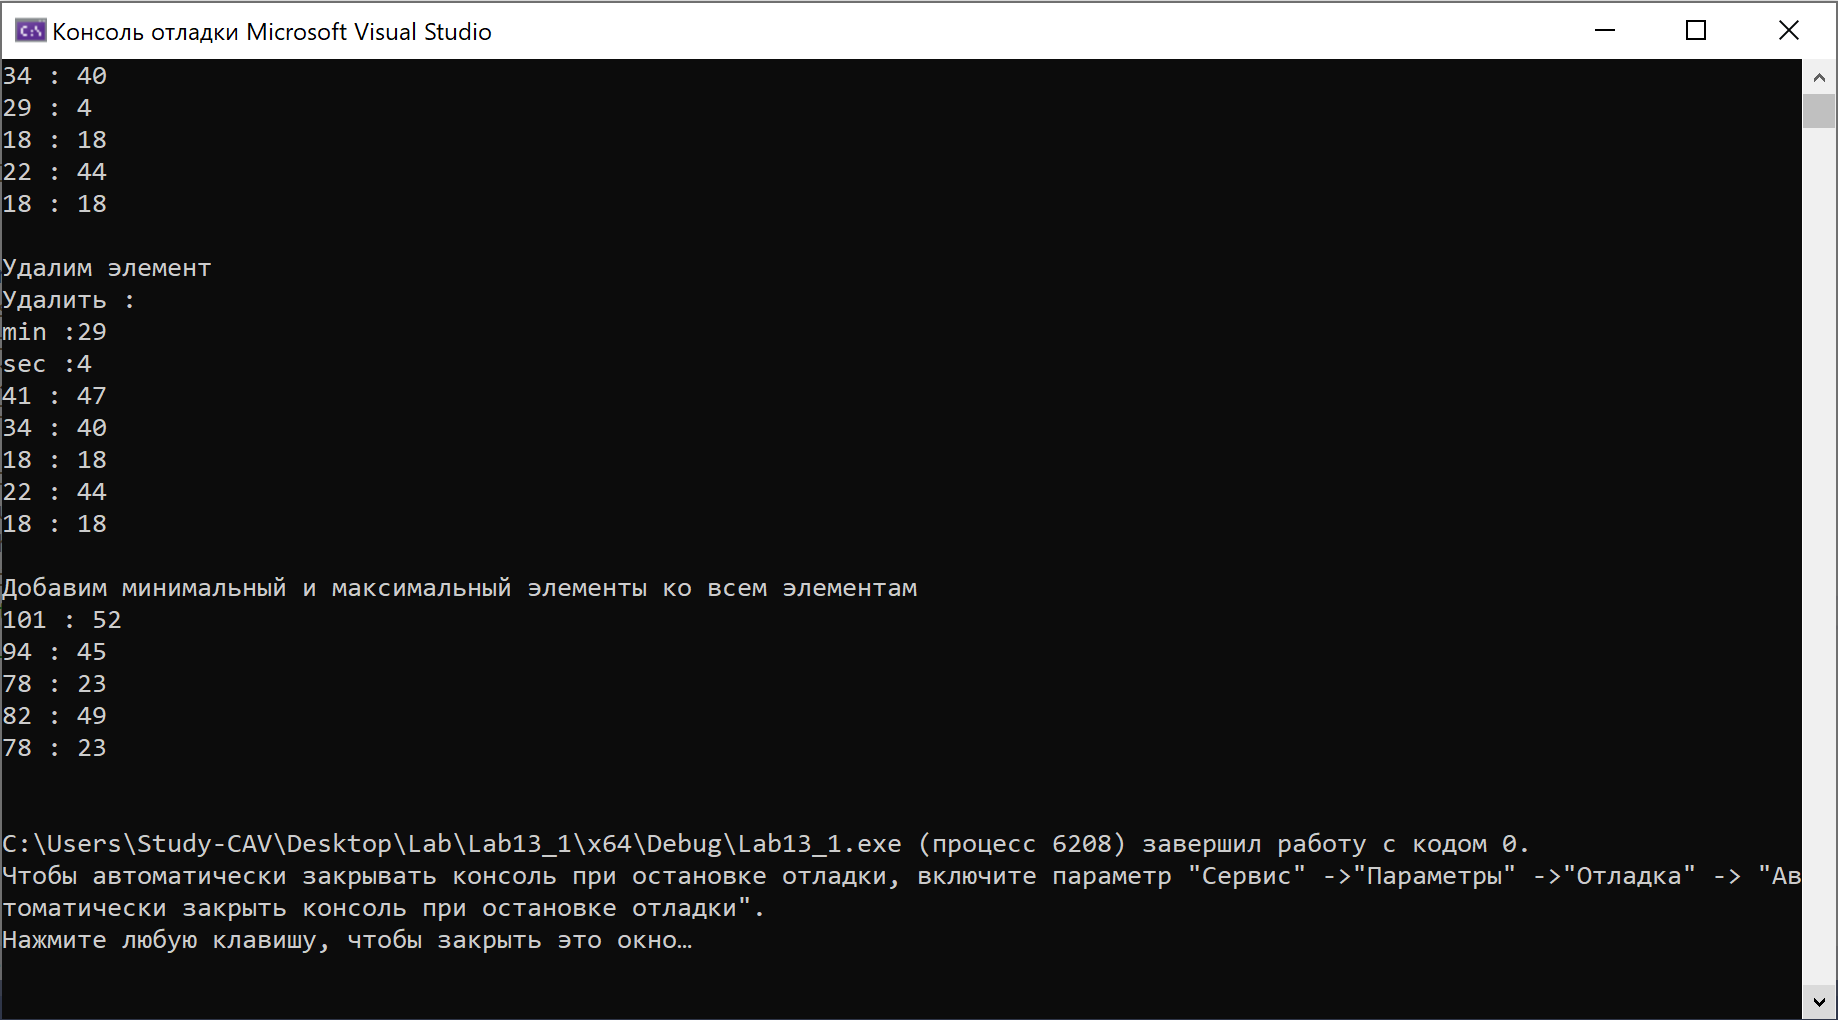 Консоль отладки Microsoft Visual Studio
34 : 40
29 : 4
18 : 18
22 : 44
18 : 18
Удалим элемент
Удалить :
min :29
sec :4
41 : 47
34 : 40
18 : 18
22 : 44
18 : 18
Добавим минимальный и максимальный элементы ко всем элементам
101 : 52
94 : 45
78 : 23
82 : 49
78 : 23
C:\Users\Study-CAV\Desktop\Lab\Lab13_1\x64\Debug\Lab13_1.exe (процесс 6208) завершил работу с кодом 0.
Чтобы автоматически закрывать консоль при остановке отладки, включите параметр "Сервис" ->"Параметры" ->"Отладка" -> "Ав
томатически закрыть консоль при остановке отладки".
Нажмите любую клавишу, чтобы закрыть это окно…